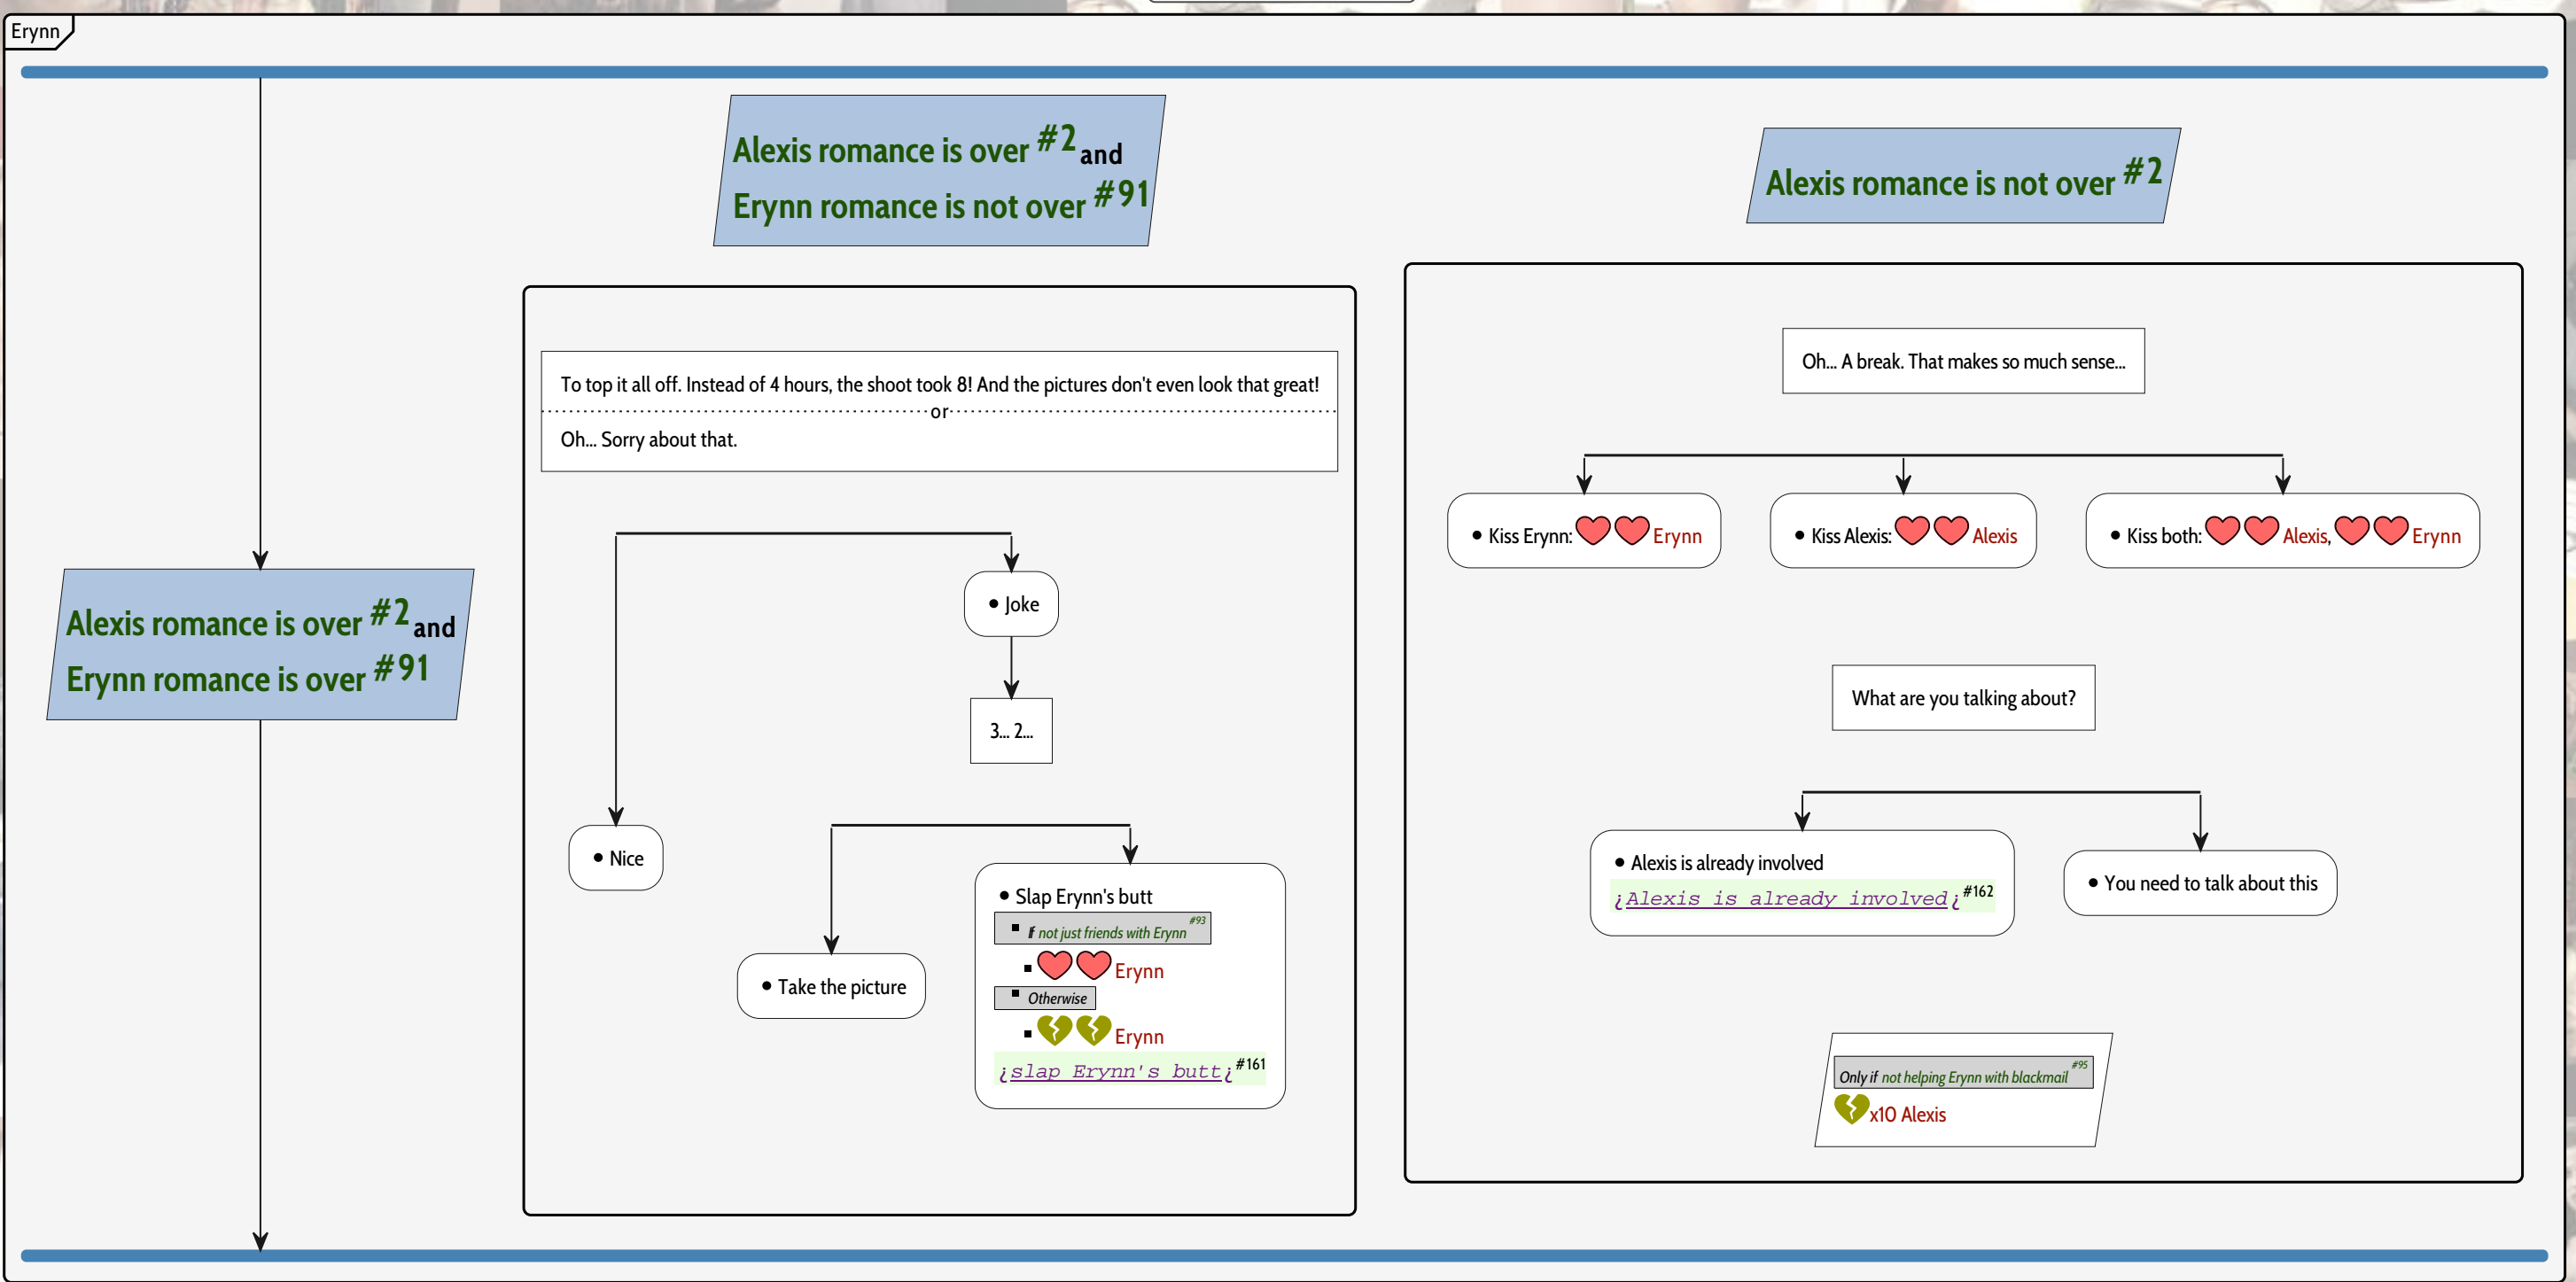 Erynn
Alexis romance is over #2 and
Erynn romance is over #91
Alexis romance is over #2 and
Erynn romance is not over #91
To top it all off. Instead of 4 hours, the shoot took 8! And the pictures don't even look that great!
or
Oh... Sorry about that.
• Joke
3... 2...
• Nice
• Take the picture
• Slap Erynn's butt
▪ If not just friends with Erynn #93
▪ Erynn
▪ Otherwise
▪ Erynn
¿slap Erynn's butt¿ #161
Alexis romance is not over #2
Oh... A break. That makes so much sense...
• Kiss Erynn: Erynn
• Kiss Alexis: Alexis
• Kiss both: Alexis, Erynn
What are you talking about?
• Alexis is already involved
¿Alexis is already involved¿ #162
• You need to talk about this
Only if not helping Erynn with blackmail #95
x10 Alexis